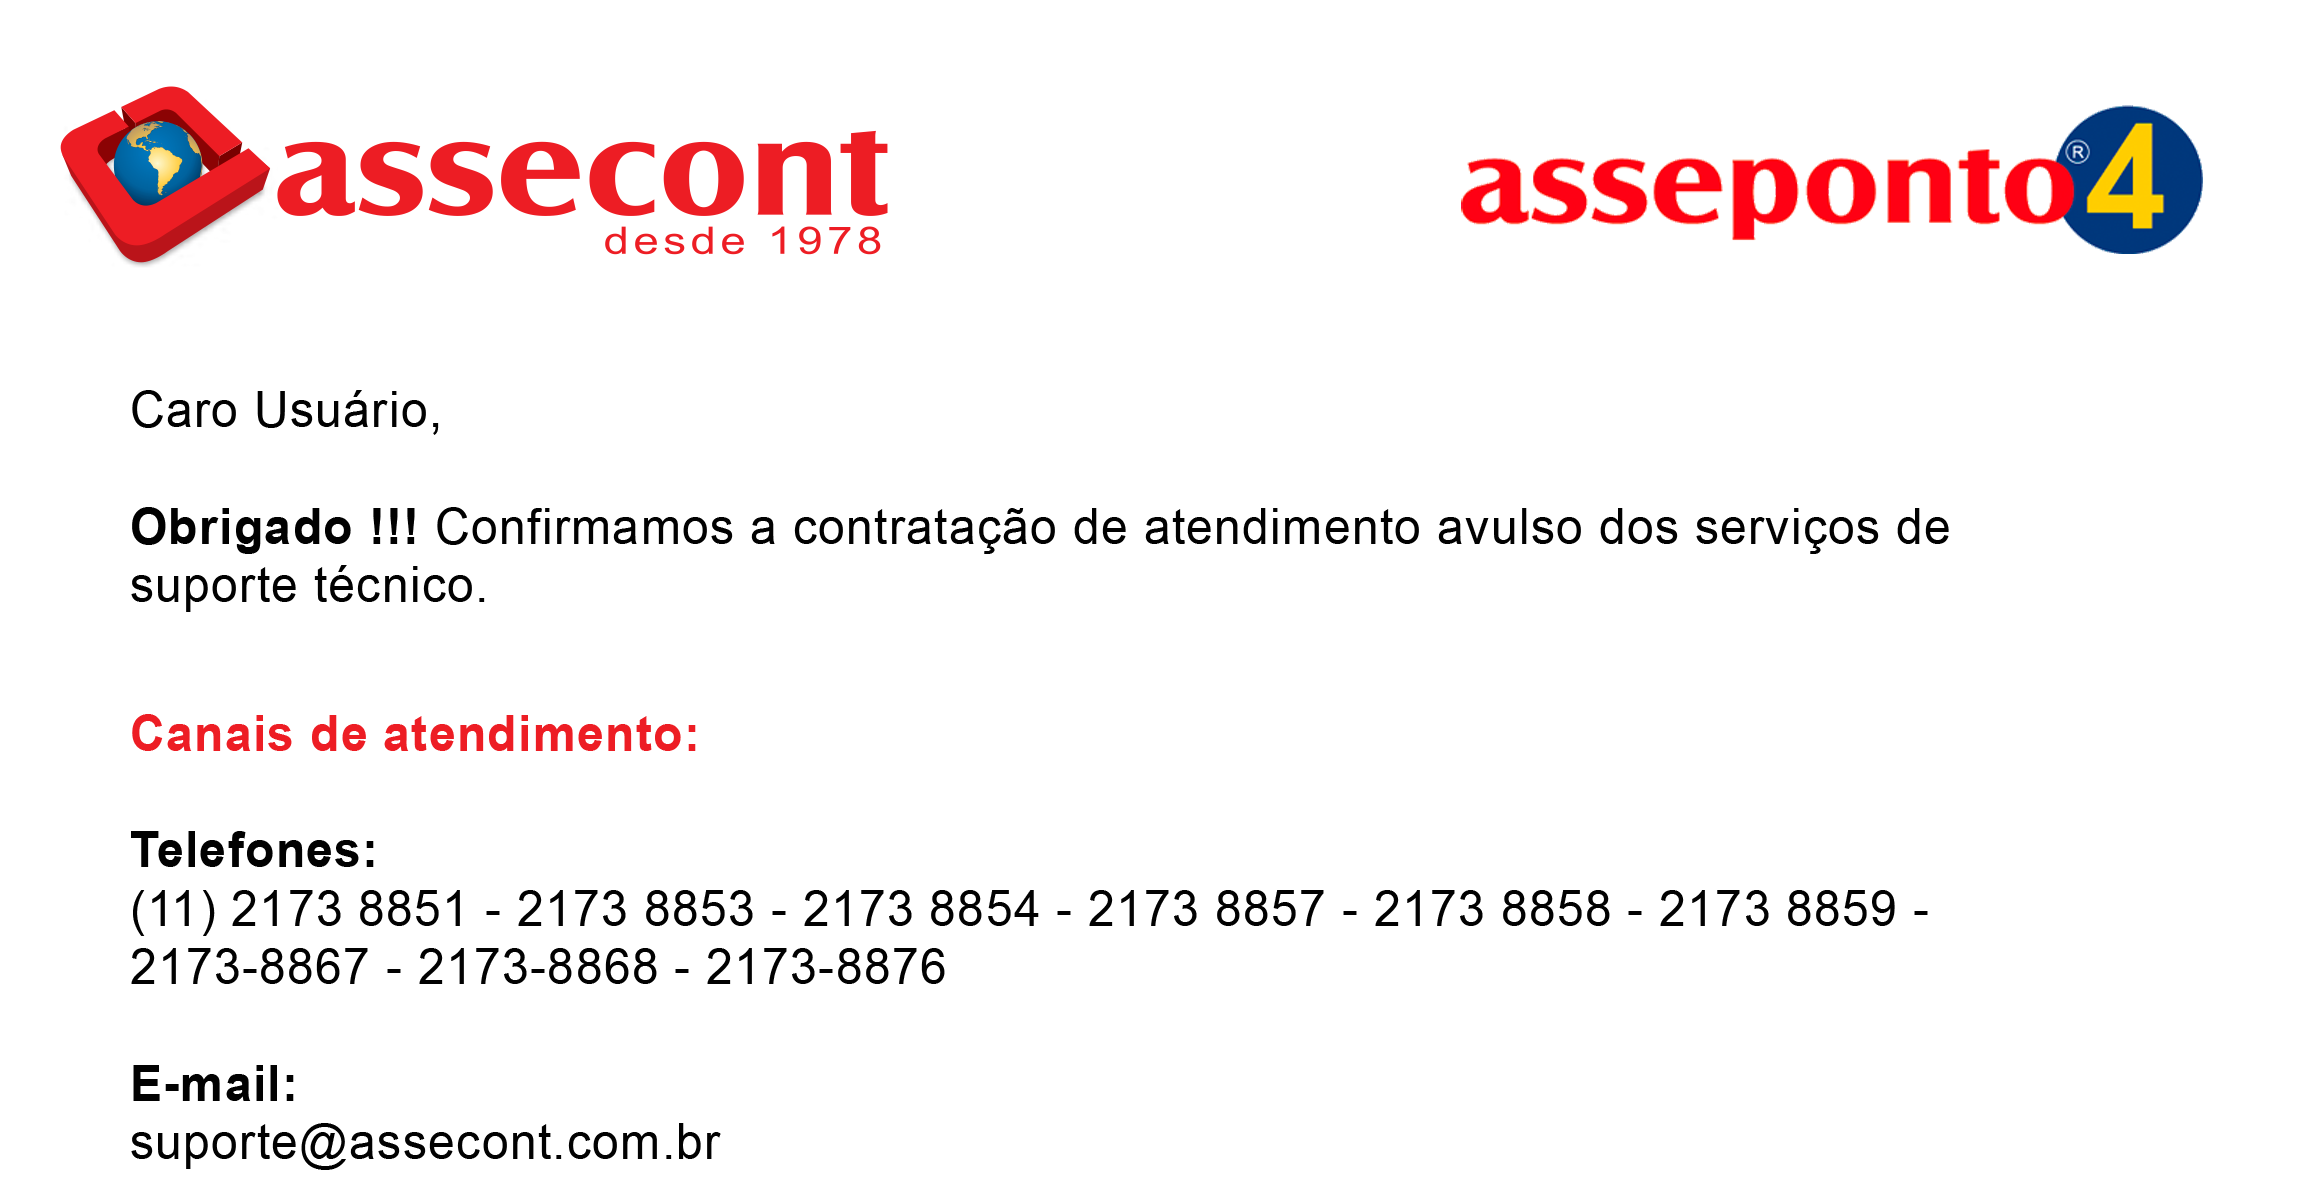 assecont
desde 1978
asseponto®4
Caro Usuário,
Obrigado !!! Confirmamos a contratação de atendimento avulso dos serviços de
suporte técnico.
Canais de atendimento:
Telefones:
(11) 2173 8851 - 2173 8853 - 2173 8854 - 2173 8857 - 2173 8858 - 2173 8859 -
2173-8867 - 2173-8868 - 2173-8876
E-mail:
suporte@assecont.com.br